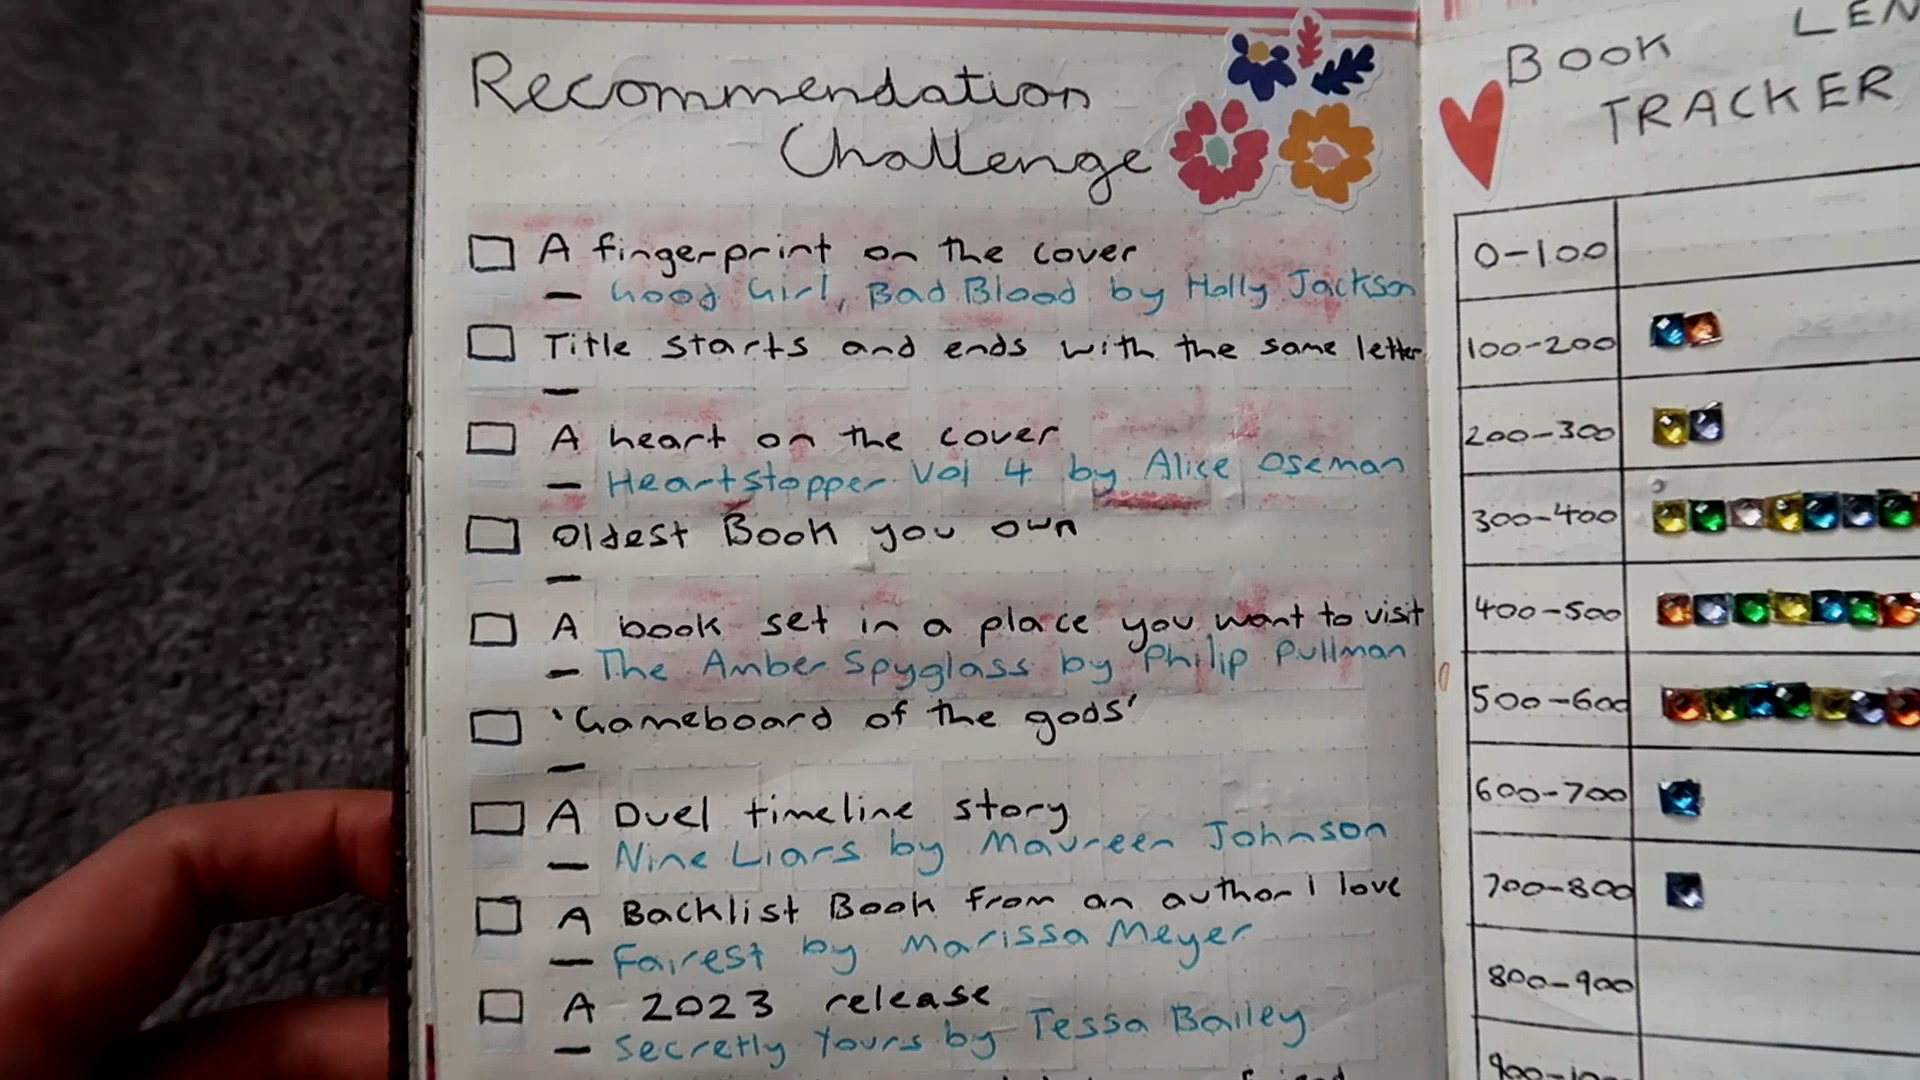 Recommendation
Challenge
A fingerprint on the cover
– Good Girl, Bad Blood by Holly Jackson
Title starts and ends with the same letter
–
A heart on the cover
– Heartstopper Vol 4 by Alice Oseman
Oldest Book you own
–
A book set in a place you want to visit
– The Amber Spyglass by Philip Pullman
'Gameboard of the gods'
–
A Duel timeline story
– Nine Liars by Maureen Johnson
A Backlist Book from an author I love
– Fairest by Marissa Meyer
A 2023 release
– Secretly Yours by Tessa Bailey
BOOK LEN
TRACKER
0-100
100-200
200-300
300-400
400-500
500-600
600-700
700-800
800-900